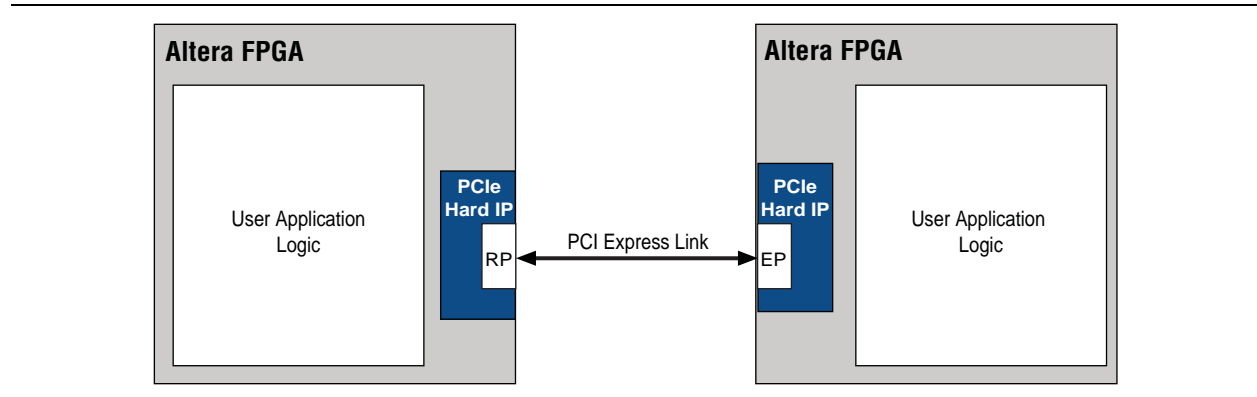 Altera FPGA
User Application
Logic
PCIe
Hard IP
RP
PCI Express Link
Altera FPGA
PCIe
Hard IP
EP
User Application
Logic